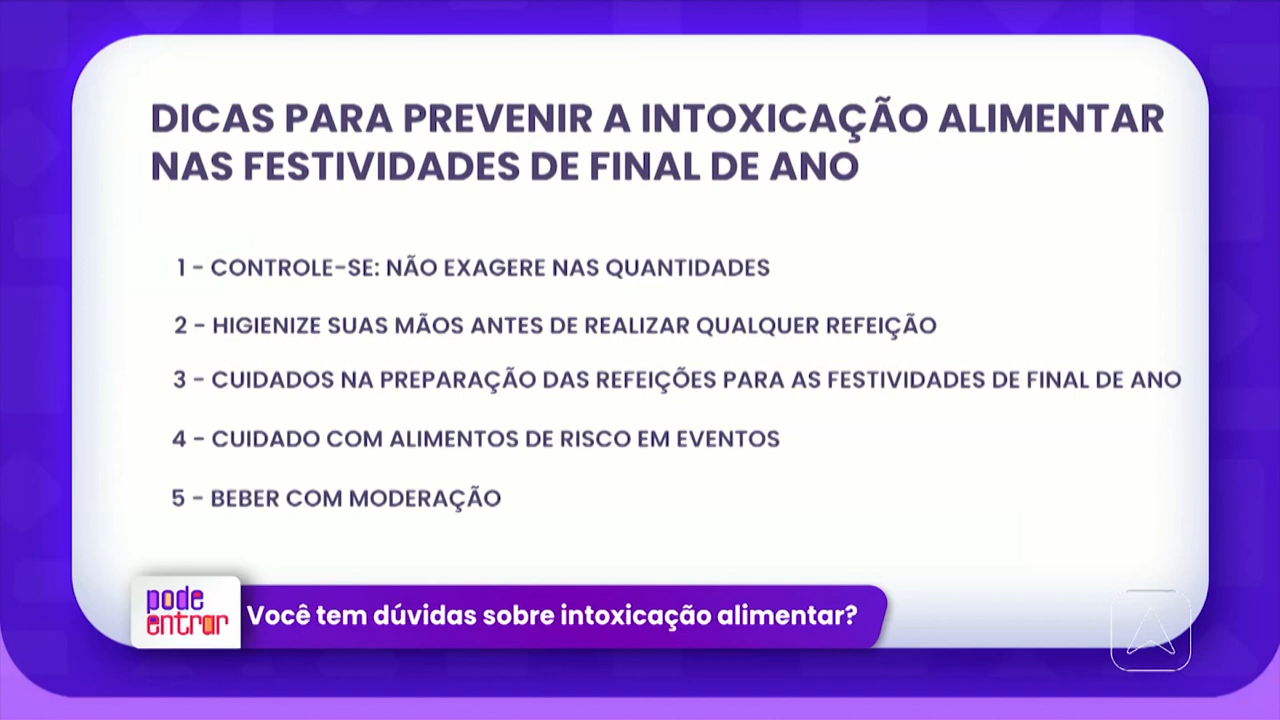 DICAS PARA PREVENIR A INTOXICAÇÃO ALIMENTAR
NAS FESTIVIDADES DE FINAL DE ANO
1 - CONTROLE-SE: NÃO EXAGERE NAS QUANTIDADES
2 - HIGIENIZE SUAS MÃOS ANTES DE REALIZAR QUALQUER REFEIÇÃO
3 - CUIDADOS NA PREPARAÇÃO DAS REFEIÇÕES PARA AS FESTIVIDADES DE FINAL DE ANO
4 - CUIDADO COM ALIMENTOS DE RISCO EM EVENTOS
5 - BEBER COM MODERAÇÃO
pode
entrar
Você tem dúvidas sobre intoxicação alimentar?